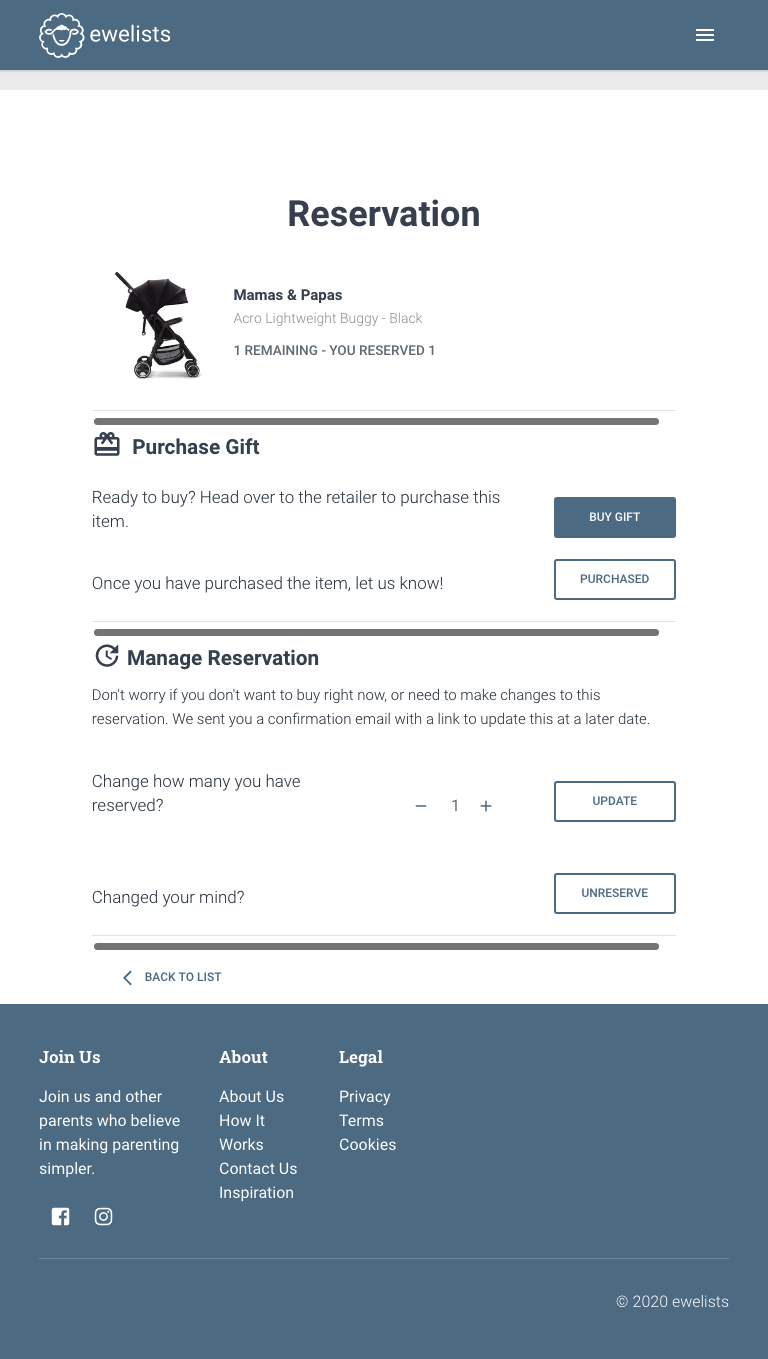 ewelists
Reservation
Mamas & Papas
Acro Lightweight Buggy - Black
1 REMAINING - YOU RESERVED 1
Purchase Gift
Ready to buy? Head over to the retailer to purchase this
item.
BUY GIFT
Once you have purchased the item, let us know!
PURCHASED
Manage Reservation
Don't worry if you don't want to buy right now, or need to make changes to this
reservation. We sent you a confirmation email with a link to update this at a later date.
Change how many you have
reserved?
− 1 +
UPDATE
Changed your mind?
UNRESERVE
BACK TO LIST
Join Us
Join us and other
parents who believe
in making parenting
simpler.
About
About Us
How It
Works
Contact Us
Inspiration
Legal
Privacy
Terms
Cookies
© 2020 ewelists